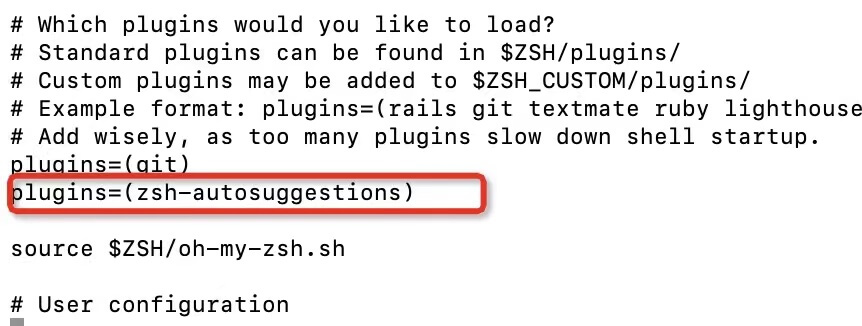 # Which plugins would you like to load?
# Standard plugins can be found in $ZSH/plugins/
# Custom plugins may be added to $ZSH_CUSTOM/plugins/
# Example format: plugins=(rails git textmate ruby lighthouse
# Add wisely, as too many plugins slow down shell startup.
plugins=(git)
plugins=(zsh-autosuggestions)
source $ZSH/oh-my-zsh.sh
# User configuration